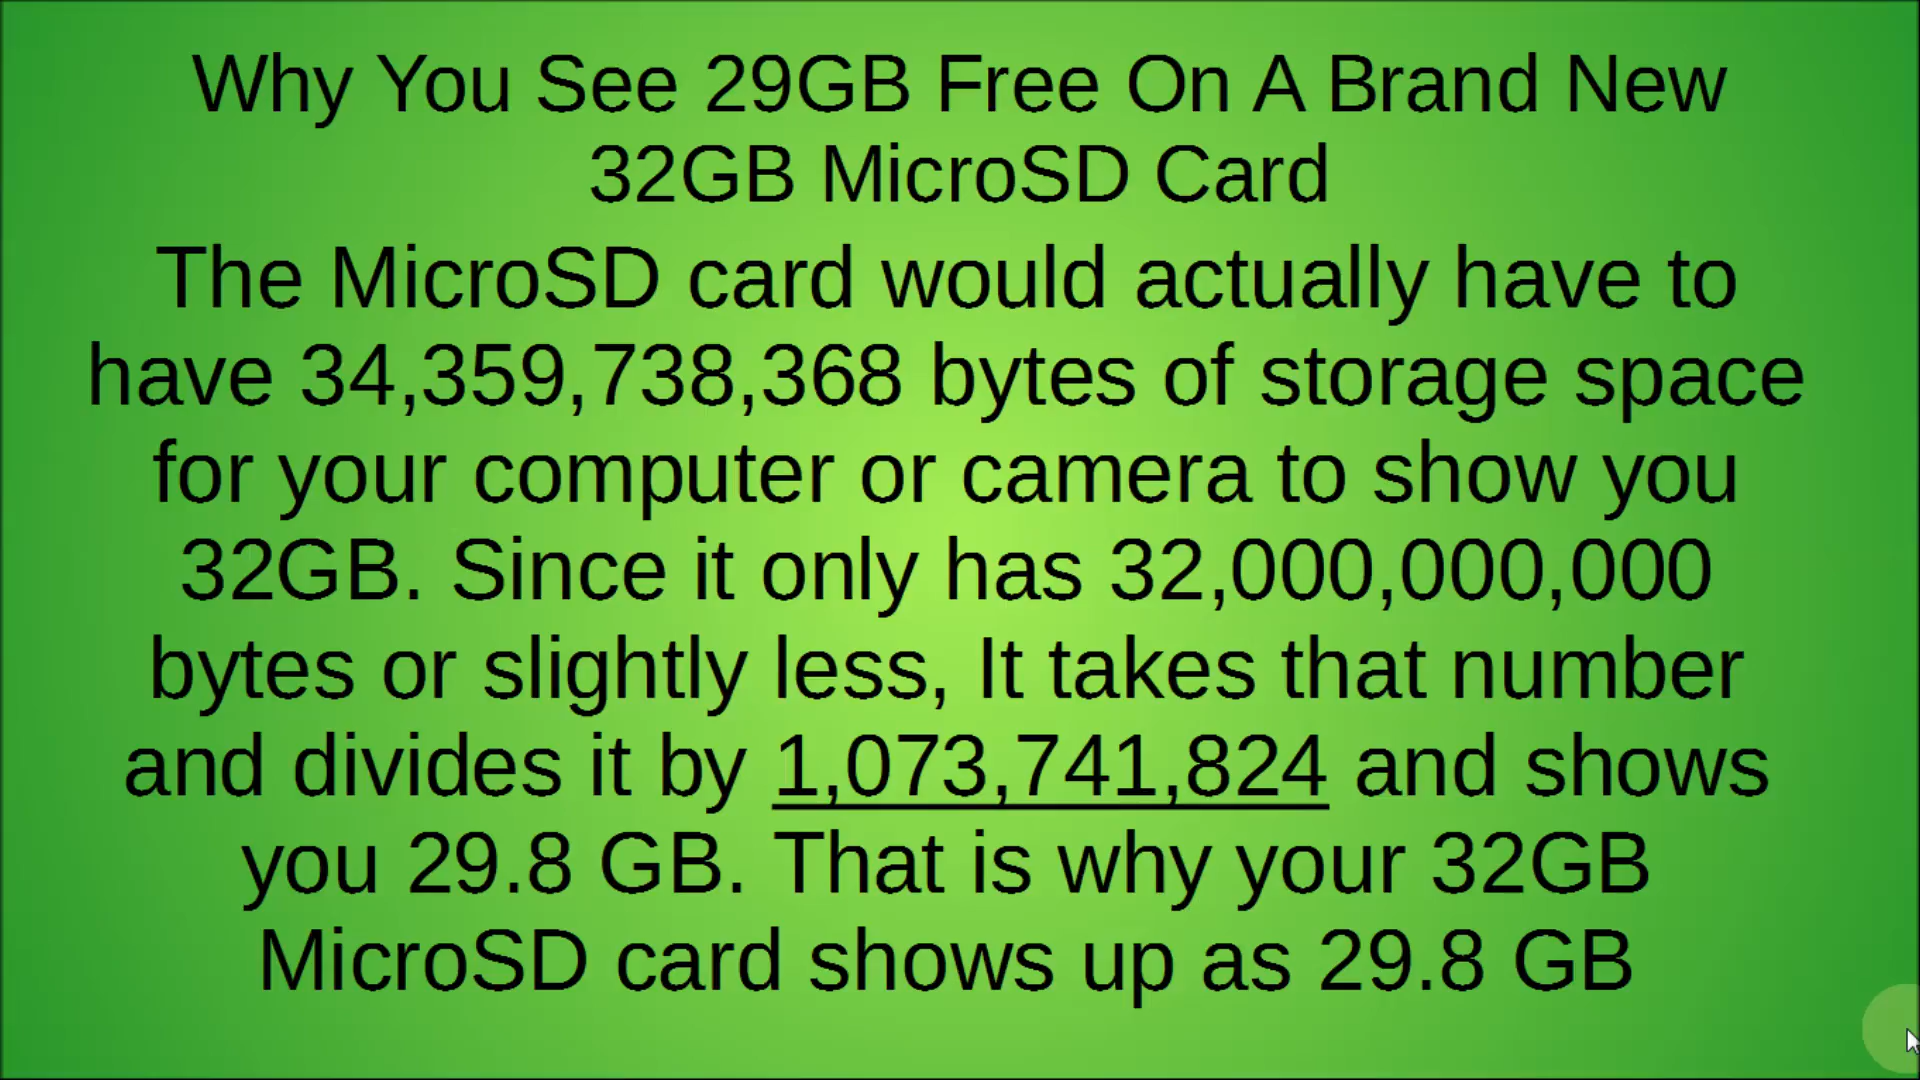 Why You See 29GB Free On A Brand New
32GB MicroSD Card
The MicroSD card would actually have to
have 34,359,738,368 bytes of storage space
for your computer or camera to show you
32GB. Since it only has 32,000,000,000
bytes or slightly less, It takes that number
and divides it by 1,073,741,824 and shows
you 29.8 GB. That is why your 32GB
MicroSD card shows up as 29.8 GB